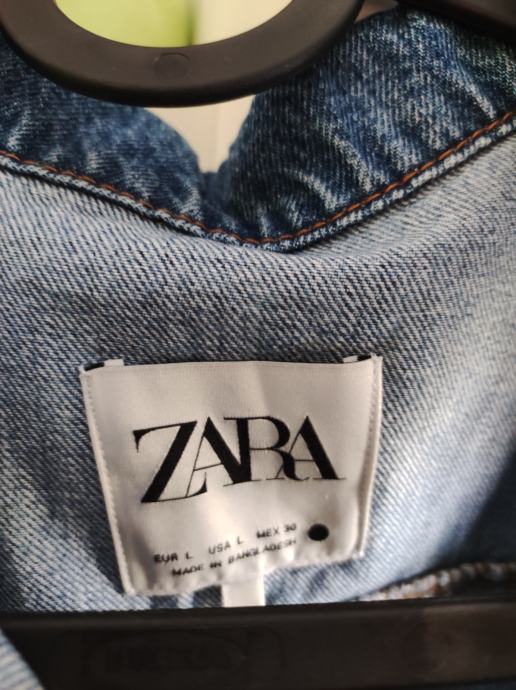 ZARA
EUR L USA L MEX 30
MADE IN BANGLADESH